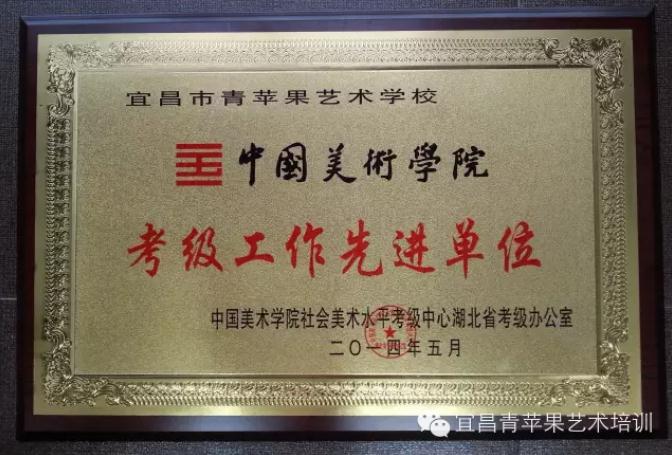 宜昌市青苹果艺术学校
中國美術學院
考级工作先进单位
中国美术学院社会美术水平考级中心湖北省考级办公室
二〇一四年五月
宜昌青苹果艺术培训